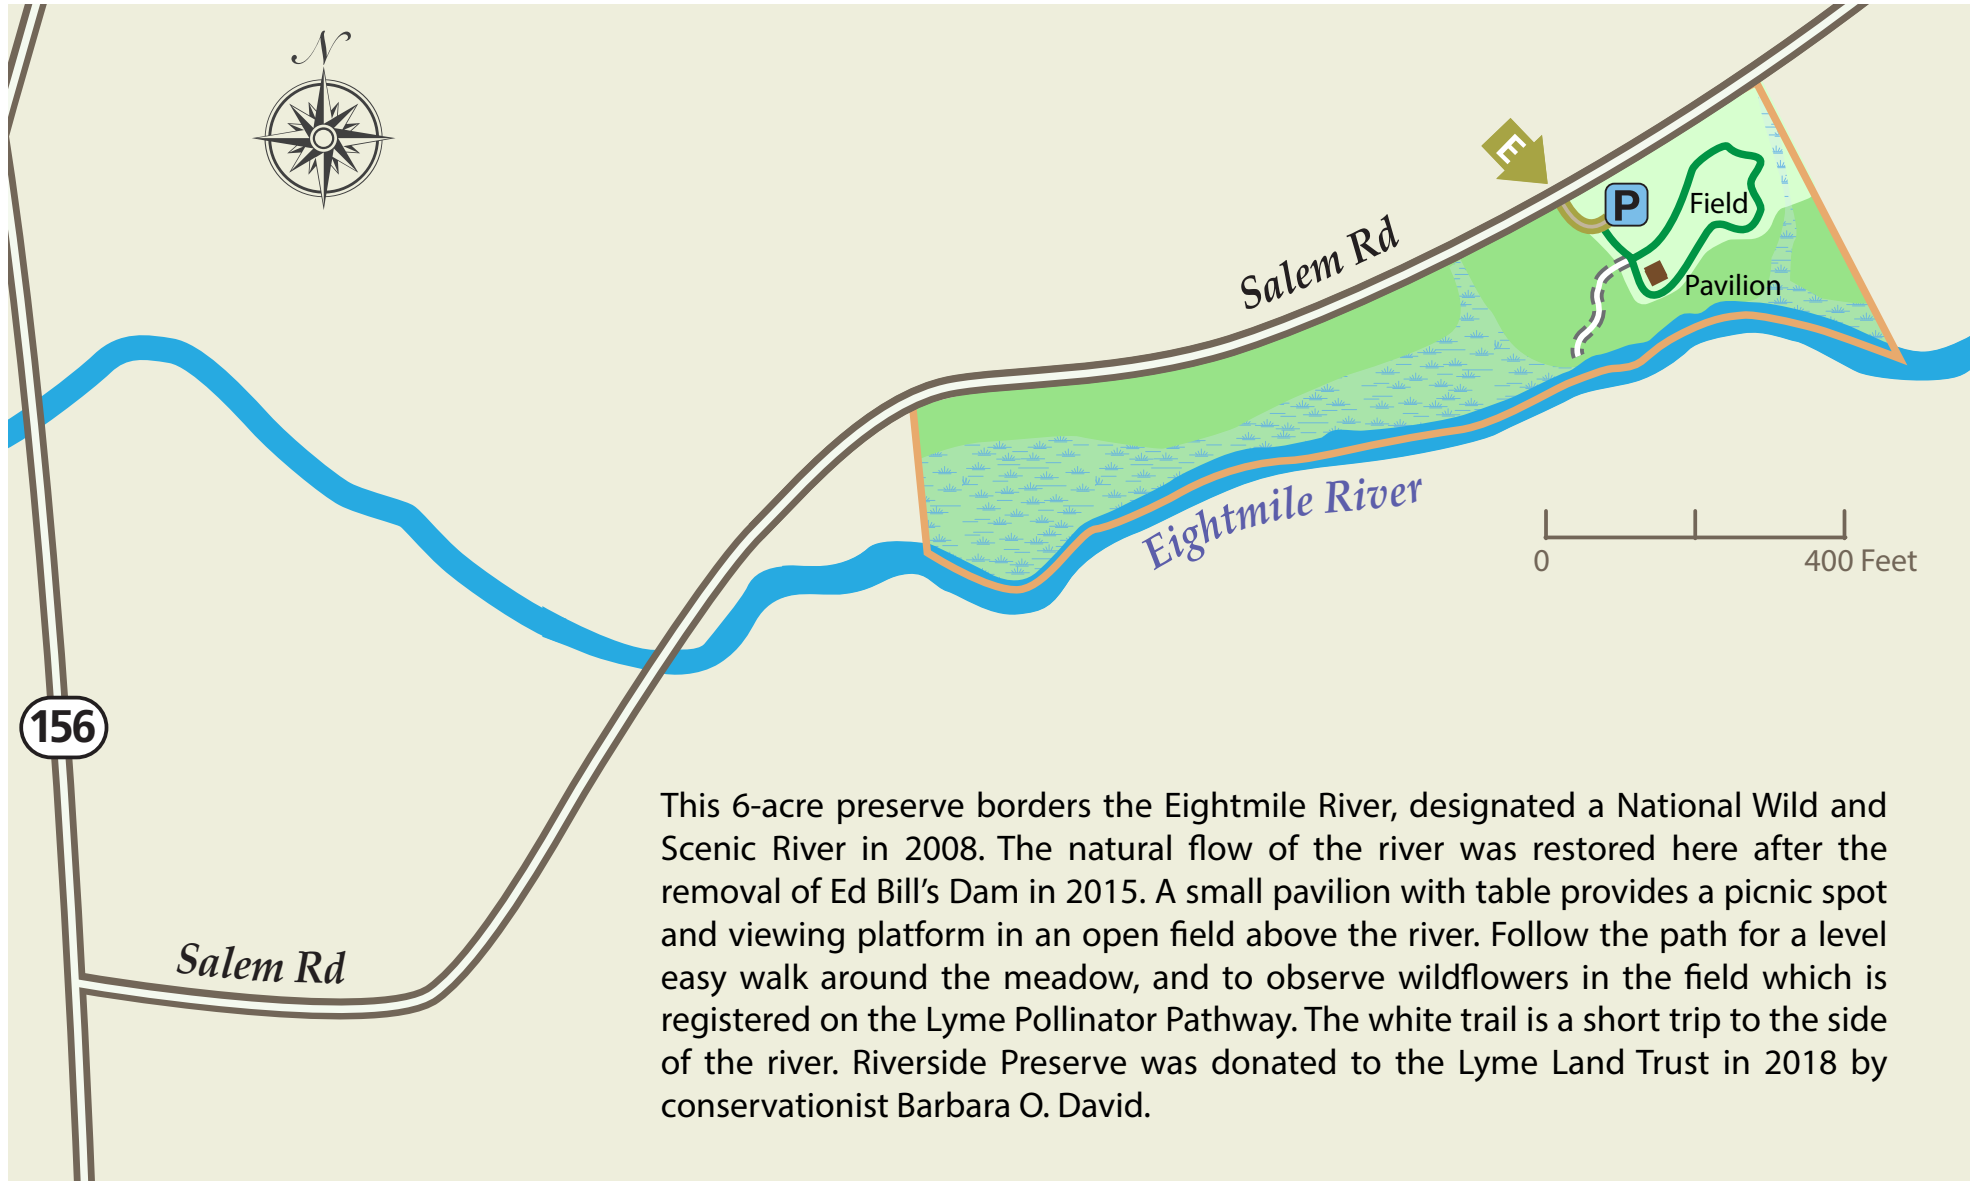 N
E
P
Field
Salem Rd
Pavilion
Eightmile River
0
400 Feet
156
This 6-acre preserve borders the Eightmile River, designated a National Wild and
Scenic River in 2008. The natural flow of the river was restored here after the
removal of Ed Bill’s Dam in 2015. A small pavilion with table provides a picnic spot
and viewing platform in an open field above the river. Follow the path for a level
easy walk around the meadow, and to observe wildflowers in the field which is
registered on the Lyme Pollinator Pathway. The white trail is a short trip to the side
of the river. Riverside Preserve was donated to the Lyme Land Trust in 2018 by
conservationist Barbara O. David.
Salem Rd